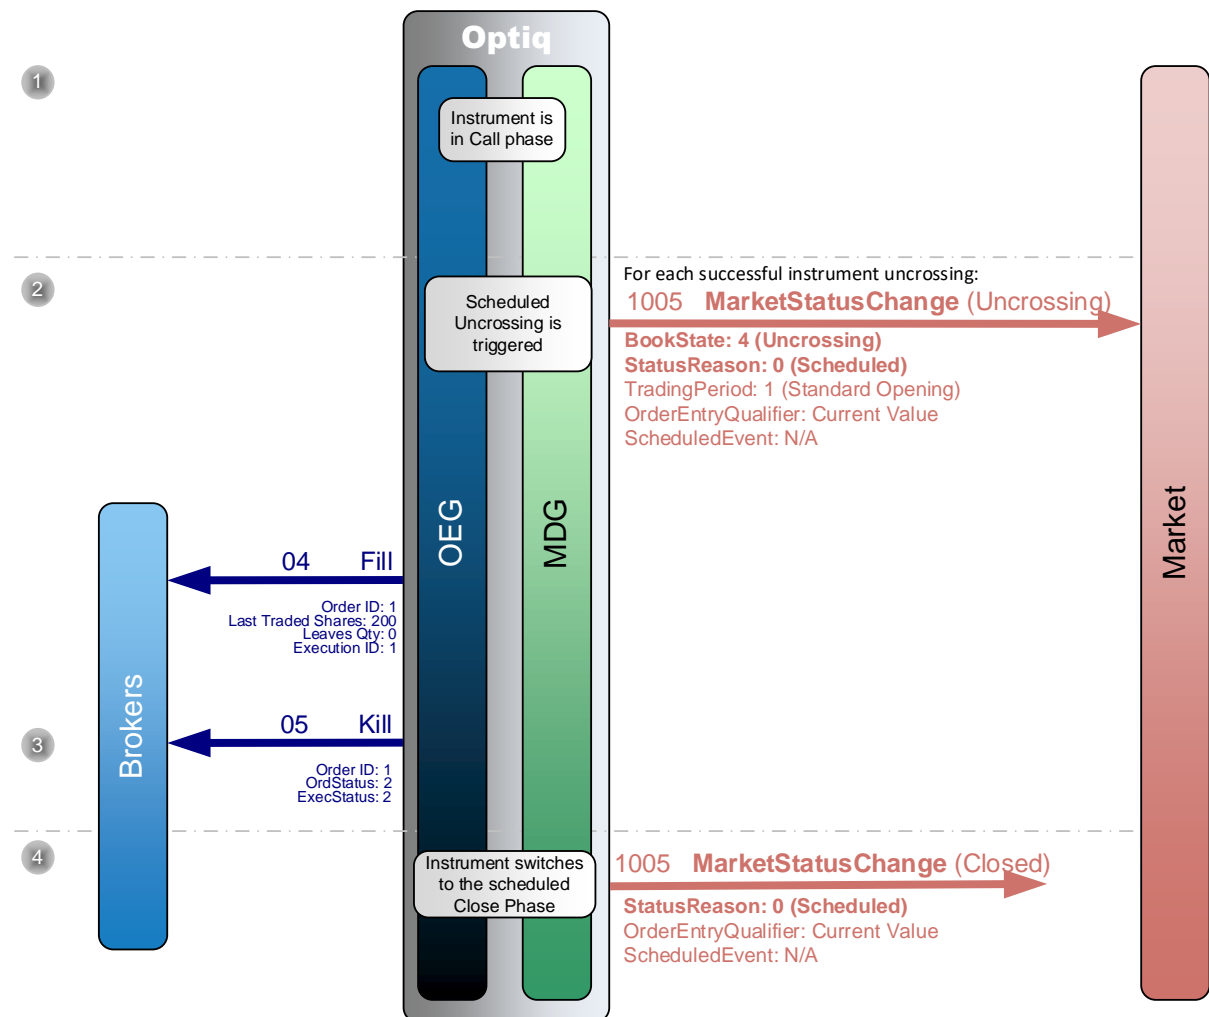 Optiq
1
Instrument is
in Call phase
2
Scheduled
Uncrossing is
triggered
For each successful instrument uncrossing:
1005 MarketStatusChange (Uncrossing)
BookState: 4 (Uncrossing)
StatusReason: 0 (Scheduled)
TradingPeriod: 1 (Standard Opening)
OrderEntryQualifier: Current Value
ScheduledEvent: N/A
OEG
MDG
Market
Brokers
04 Fill
Order ID: 1
Last Traded Shares: 200
Leaves Qty: 0
Execution ID: 1
3
05 Kill
Order ID: 1
OrdStatus: 2
ExecStatus: 2
4
Instrument switches
to the scheduled
Close Phase
1005 MarketStatusChange (Closed)
StatusReason: 0 (Scheduled)
OrderEntryQualifier: Current Value
ScheduledEvent: N/A